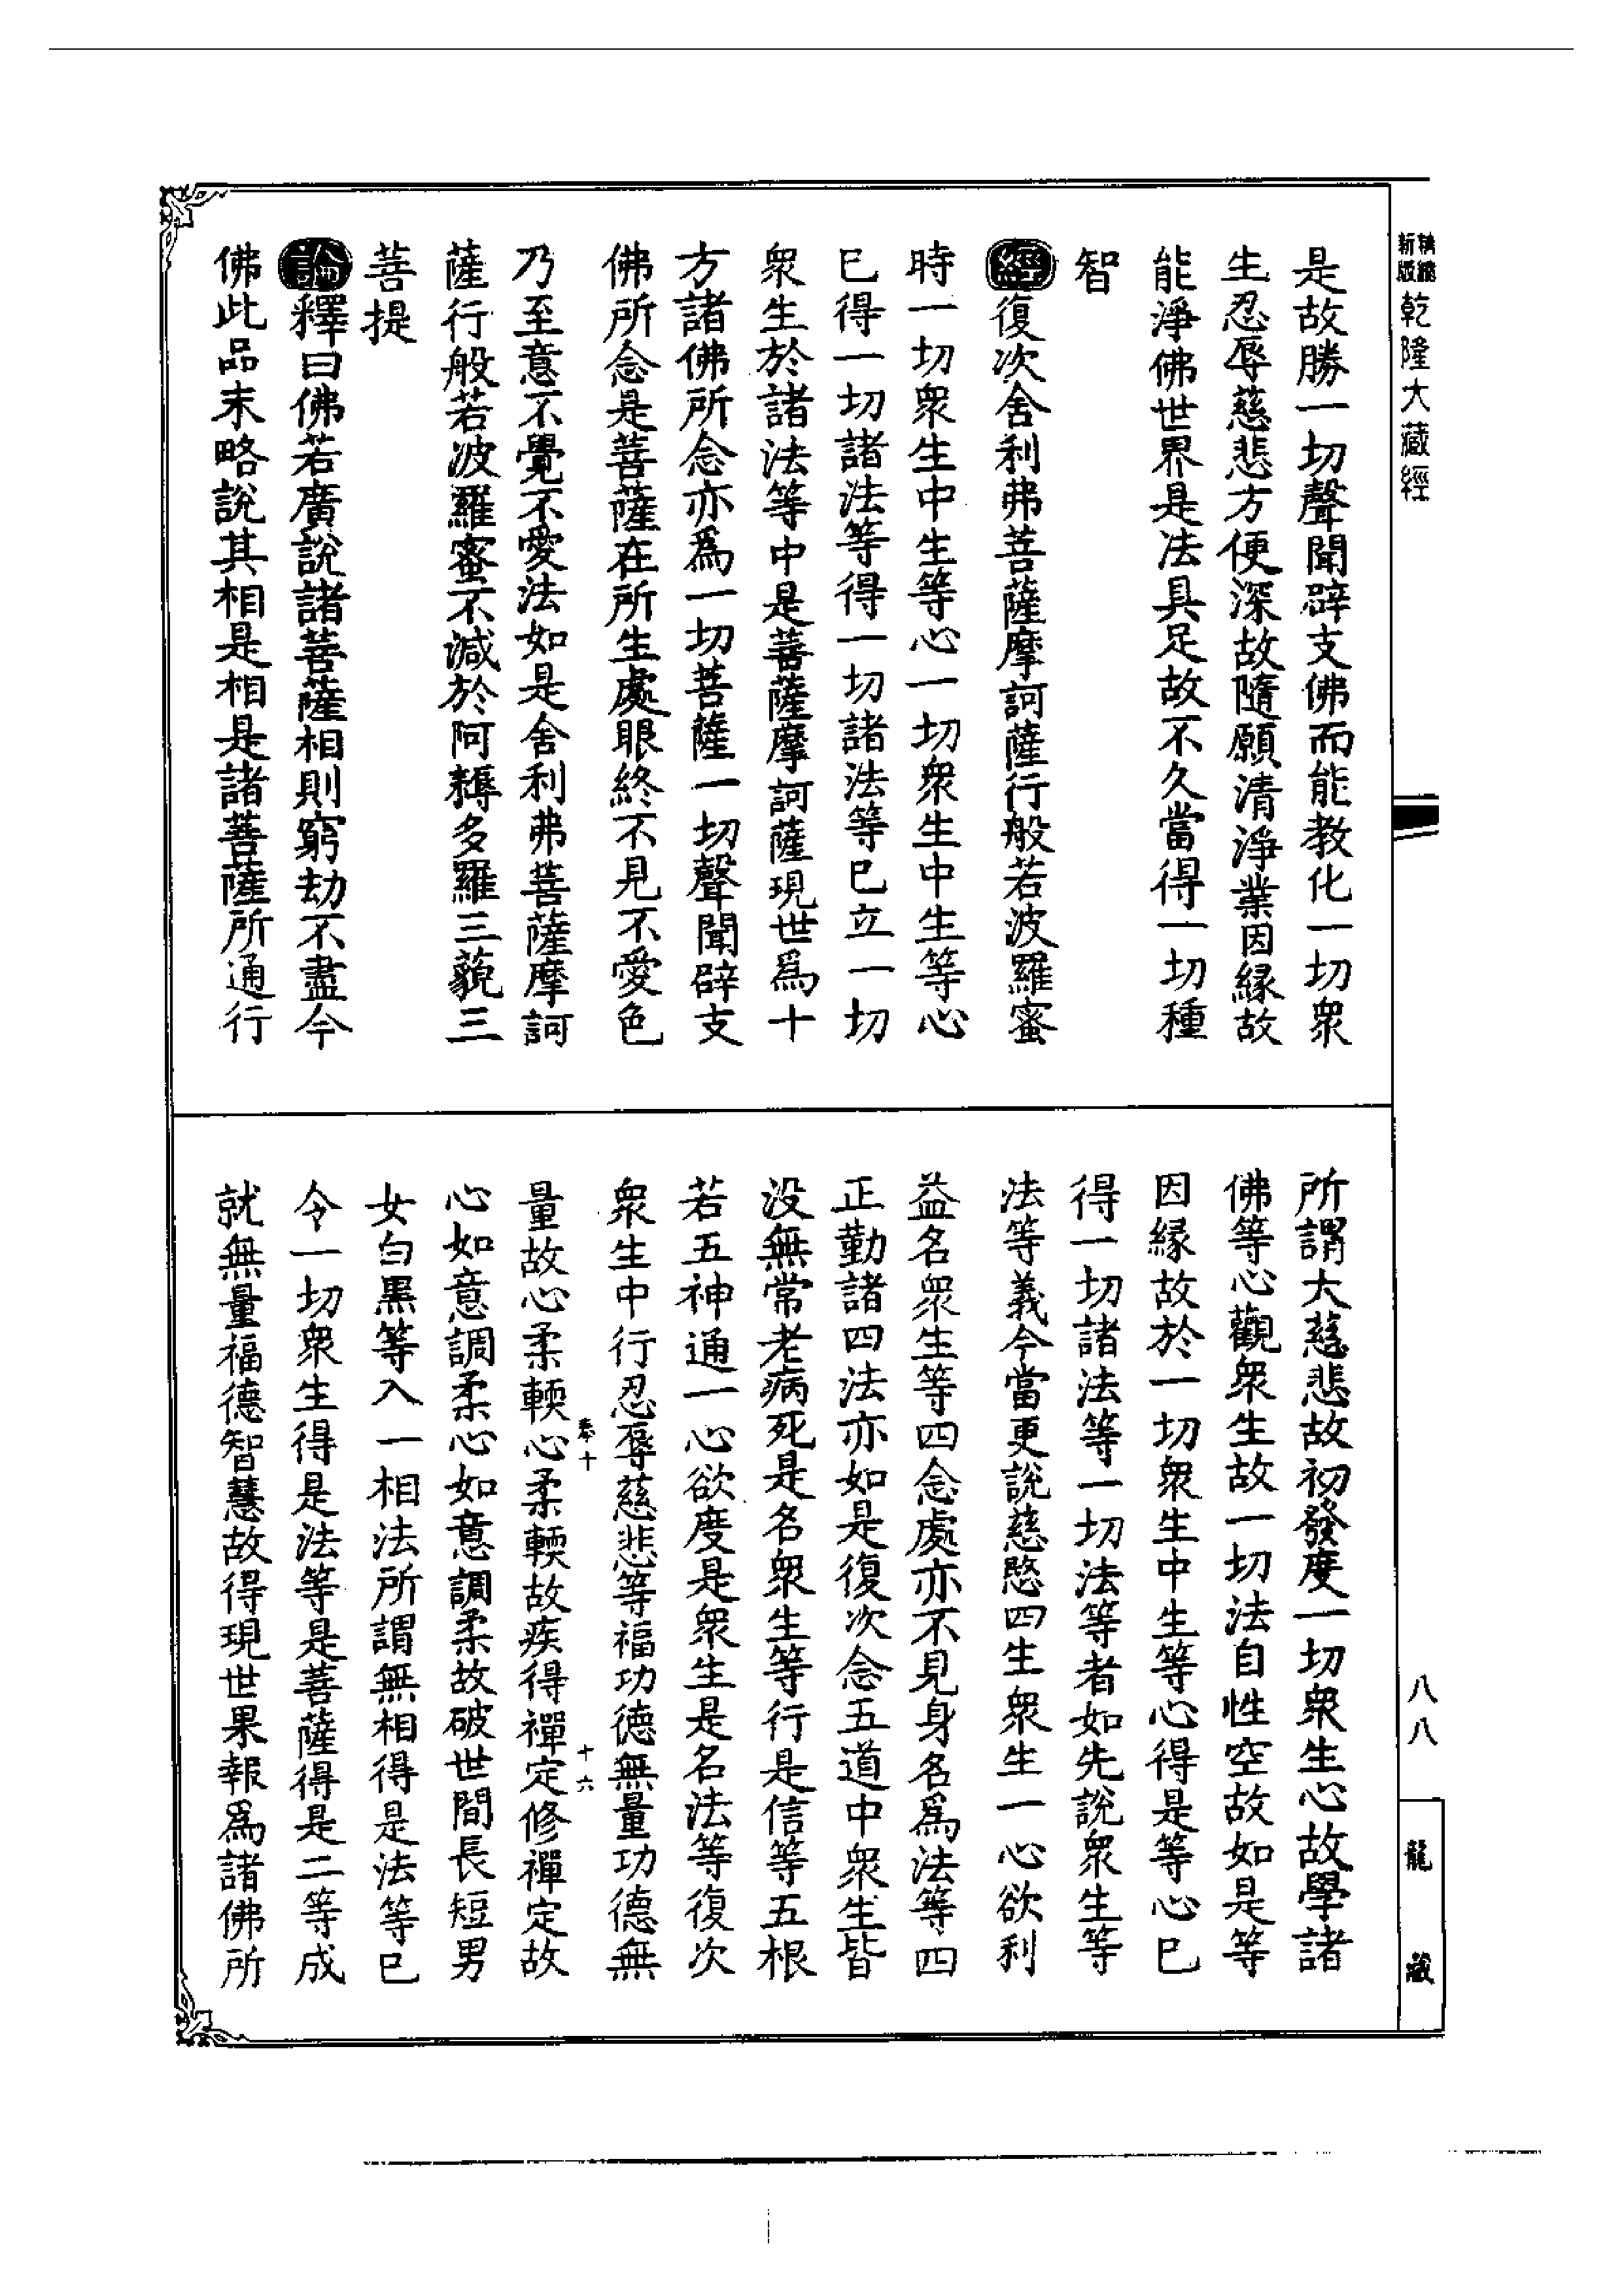 精縮
新版
乾隆大藏經
是故勝一切聲聞辟支佛而能教化一切衆
生忍辱慈悲方便深故隨願清淨業因緣故
能淨佛世界是法具足故不久當得一切種
智
經復次舍利弗菩薩摩訶薩行般若波羅蜜
時一切衆生中生等心一切衆生中生等心
已得一切諸法等得一切諸法等已立一切
衆生於諸法等中是菩薩摩訶薩現世爲十
方諸佛所念亦爲一切菩薩一切聲聞辟支
佛所念是菩薩在所生處眼終不見不愛色
乃至意不覺不愛法如是舍利弗菩薩摩訶
薩行般若波羅蜜不減於阿耨多羅三藐三
菩提
論釋曰佛若廣說諸菩薩相則窮劫不盡今
佛此品末略說其相是相是諸菩薩所通行
所謂大慈悲故初發度一切衆生心故學諸
佛等心觀衆生故一切法自性空故如是等
因緣故於一切衆生中生等心得是等心已
得一切諸法等一切法等者如先說衆生等
法等義今當更說慈愍四生衆生一心欲利
益名衆生等四念處亦不見身名爲法等四
正勤諸四法亦如是復次念五道中衆生皆
没無常老病死是名衆生等行是信等五根
若五神通一心欲度是衆生是名法等復次
衆生中行忍辱慈悲等福功德無量功德無
卷十
十六
量故心柔輭心柔輭故疾得禪定修禪定故
心如意調柔心如意調柔故破世間長短男
女白黑等入一相法所謂無相得是法等已
令一切衆生得是法等是菩薩得是二等成
就無量福德智慧故得現世果報爲諸佛所
八八
龍藏